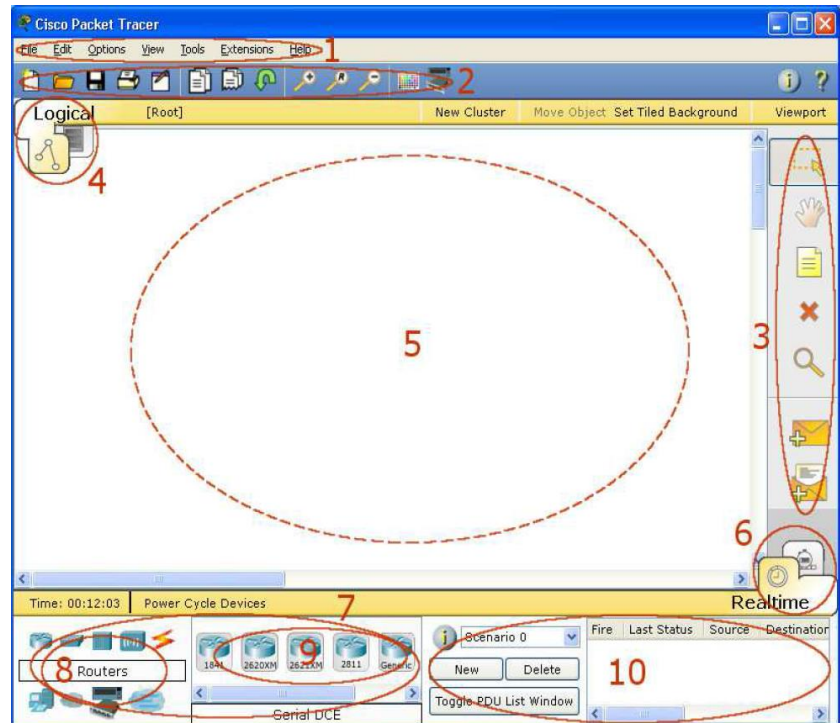 Cisco Packet Tracer
File Edit Options View Tools Extensions Help 1
2
Logical [Root] New Cluster Move Object Set Tiled Background Viewport
4
3
5
6
Time: 00:12:03 Power Cycle Devices Realtime
7
8 Routers
1841 2620XM 2621XM 2811 Generic
9
Serial DCE
Scenario 0
New Delete
Toggle PDU List Window
Fire Last Status Source Destination
10